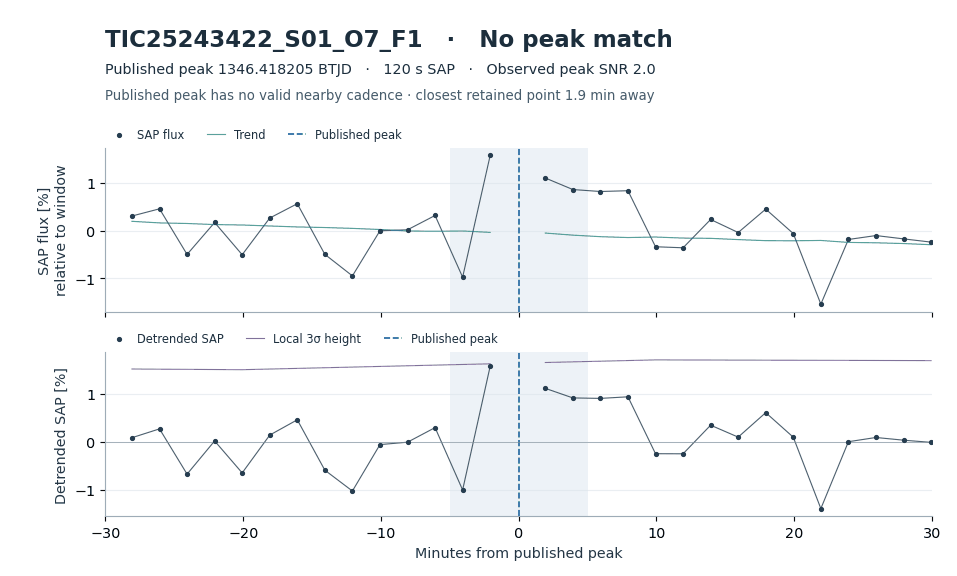 TIC25243422_S01_O7_F1 · No peak match
Published peak 1346.418205 BTJD · 120 s SAP · Observed peak SNR 2.0
Published peak has no valid nearby cadence · closest retained point 1.9 min away
SAP flux Trend Published peak
SAP flux [%]
relative to window
1
0
−1
Detrended SAP Local 3σ height Published peak
Detrended SAP [%]
1
0
−1
−30 −20 −10 0 10 20 30
Minutes from published peak